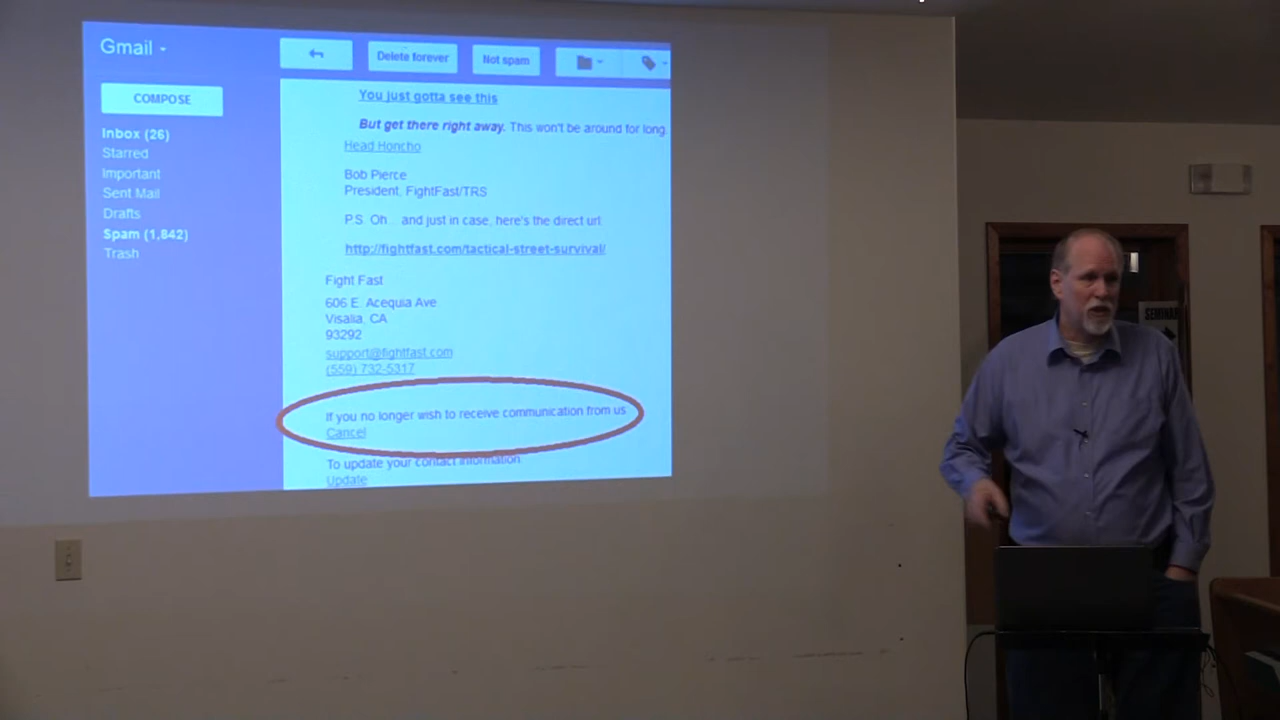 Gmail
Delete forever
Not spam
COMPOSE
Inbox (26)
Starred
Important
Sent Mail
Drafts
Spam (1,842)
Trash
You just gotta see this
But get there right away. This won't be around for long.
Head Honcho
Bob Pierce
President, FightFast/TRS
P.S. Oh... and just in case, here's the direct url:
http://fightfast.com/tactical-street-survival/
Fight Fast
606 E. Acequia Ave
Visalia, CA
93292
support@fightfast.com
(559) 732-5317
If you no longer wish to receive communication from us
Cancel
To update your contact information
Update
SEMINAR